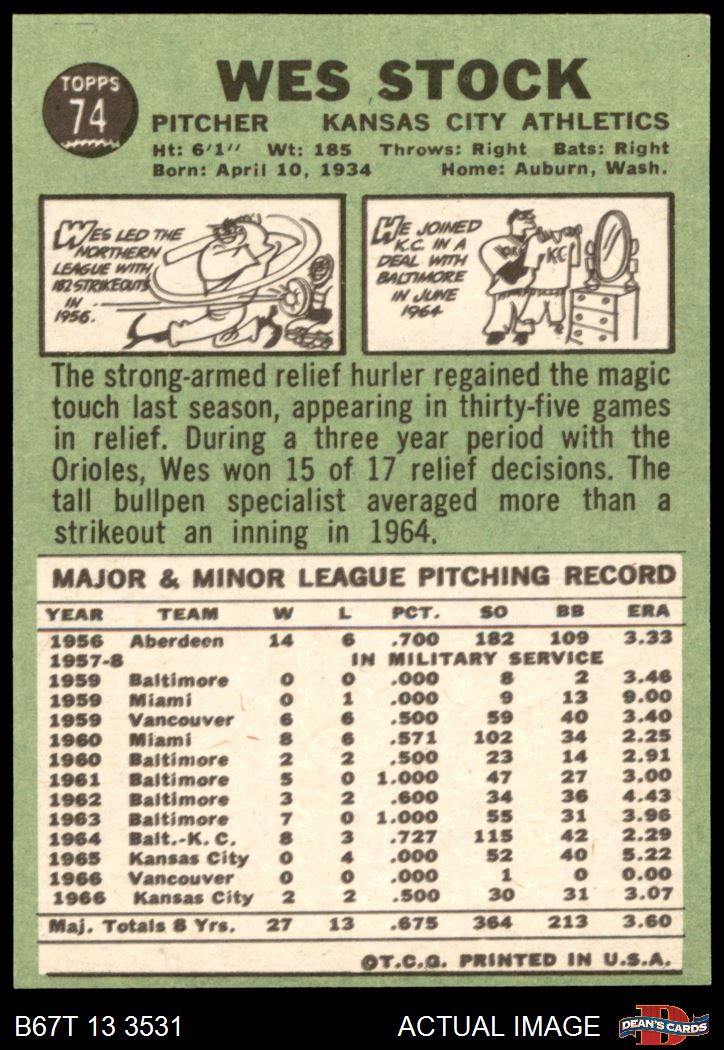 TOPPS
74
WES STOCK
PITCHER KANSAS CITY ATHLETICS
Ht: 6'1" Wt: 185 Throws: Right Bats: Right
Born: April 10, 1934 Home: Auburn, Wash.
WES LED THE
NORTHERN
LEAGUE WITH
182 STRIKEOUTS
IN
1956.
HE JOINED
K.C. IN A
DEAL WITH
BALTIMORE
IN JUNE
1964
KC
The strong-armed relief hurler regained the magic
touch last season, appearing in thirty-five games
in relief. During a three year period with the
Orioles, Wes won 15 of 17 relief decisions. The
tall bullpen specialist averaged more than a
strikeout an inning in 1964.
MAJOR & MINOR LEAGUE PITCHING RECORD
YEAR TEAM W L PCT. SO BB ERA
1956 Aberdeen 14 6 .700 182 109 3.33
1957-8 IN MILITARY SERVICE
1959 Baltimore 0 0 .000 8 2 3.46
1959 Miami 0 1 .000 9 13 9.00
1959 Vancouver 6 6 .500 59 40 3.40
1960 Miami 8 6 .571 102 34 2.25
1960 Baltimore 2 2 .500 23 14 2.91
1961 Baltimore 5 0 1.000 47 27 3.00
1962 Baltimore 3 2 .600 34 36 4.43
1963 Baltimore 7 0 1.000 55 31 3.96
1964 Balt.-K. C. 8 3 .727 115 42 2.29
1965 Kansas City 0 4 .000 52 40 5.22
1966 Vancouver 0 0 .000 1 0 0.00
1966 Kansas City 2 2 .500 30 31 3.07
Maj. Totals 8 Yrs. 27 13 .675 364 213 3.60
©T.C.G. PRINTED IN U.S.A.
B67T 13 3531 ACTUAL IMAGE
D
DEAN'S CARDS